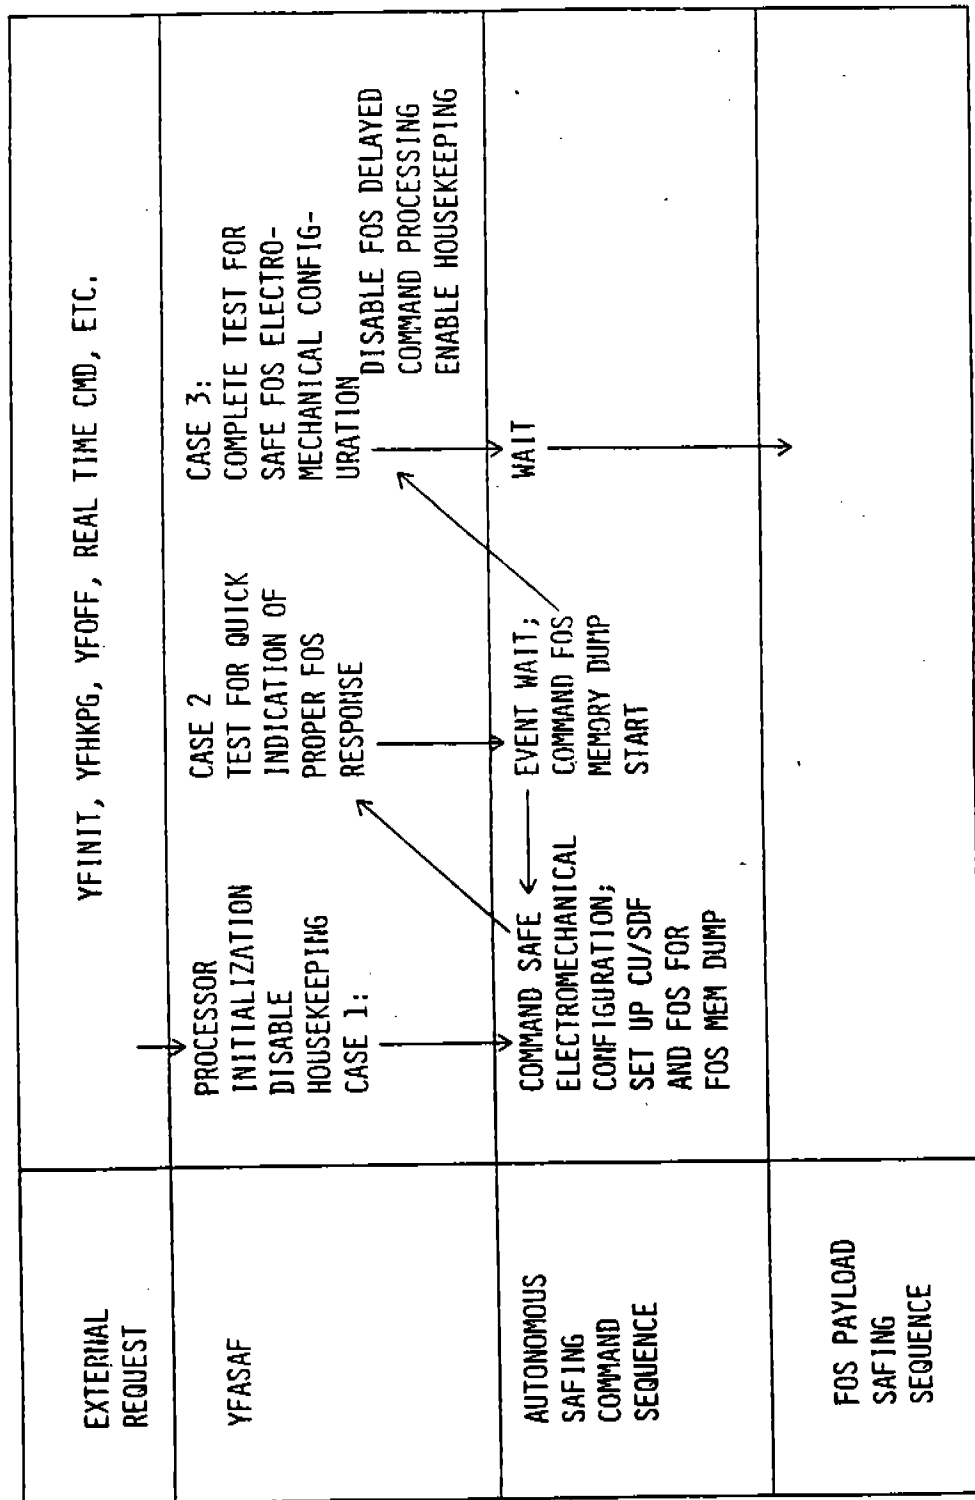 EXTERNAL
REQUEST
YFINIT, YFHKPG, YFOFF, REAL TIME CMD, ETC.
YFASAF
PROCESSOR
INITIALIZATION
DISABLE
HOUSEKEEPING
CASE 1:
CASE 2
TEST FOR QUICK
INDICATION OF
PROPER FOS
RESPONSE
CASE 3:
COMPLETE TEST FOR
SAFE FOS ELECTRO-
MECHANICAL CONFIG-
URATION
DISABLE FOS DELAYED
COMMAND PROCESSING
ENABLE HOUSEKEEPING
AUTONOMOUS
SAFING
COMMAND
SEQUENCE
COMMAND SAFE
ELECTROMECHANICAL
CONFIGURATION;
SET UP CU/SDF
AND FOS FOR
FOS MEM DUMP
EVENT WAIT;
COMMAND FOS
MEMORY DUMP
START
WAIT
FOS PAYLOAD
SAFING
SEQUENCE